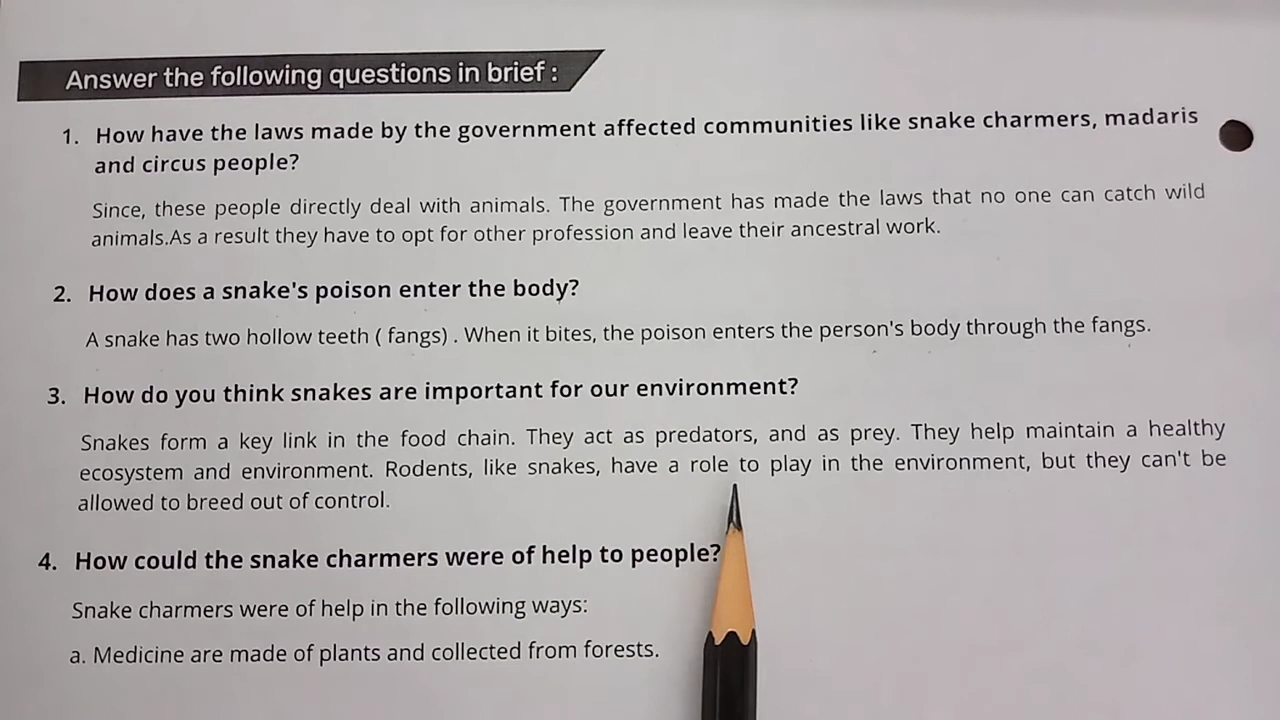 Answer the following questions in brief :
1. How have the laws made by the government affected communities like snake charmers, madaris
and circus people?
Since, these people directly deal with animals. The government has made the laws that no one can catch wild
animals.As a result they have to opt for other profession and leave their ancestral work.
2. How does a snake's poison enter the body?
A snake has two hollow teeth ( fangs) . When it bites, the poison enters the person's body through the fangs.
3. How do you think snakes are important for our environment?
Snakes form a key link in the food chain. They act as predators, and as prey. They help maintain a healthy
ecosystem and environment. Rodents, like snakes, have a role to play in the environment, but they can't be
allowed to breed out of control.
4. How could the snake charmers were of help to people?
Snake charmers were of help in the following ways:
a. Medicine are made of plants and collected from forests.